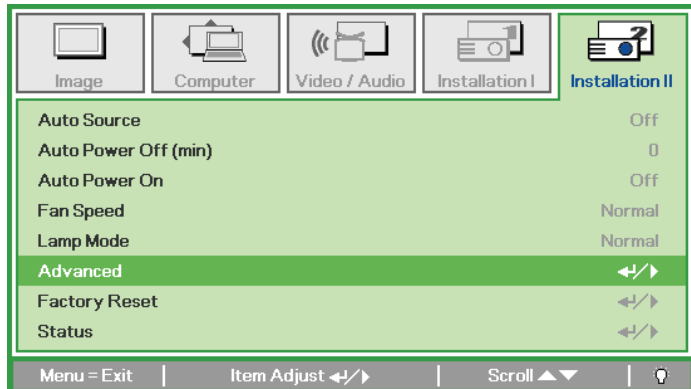 Image Computer Video / Audio Installation I Installation II
Auto Source Off
Auto Power Off (min) 0
Auto Power On Off
Fan Speed Normal
Lamp Mode Normal
Advanced ↵/▶
Factory Reset ↵/▶
Status ↵/▶
Menu = Exit | Item Adjust ↵/▶ | Scroll ▲▼ |